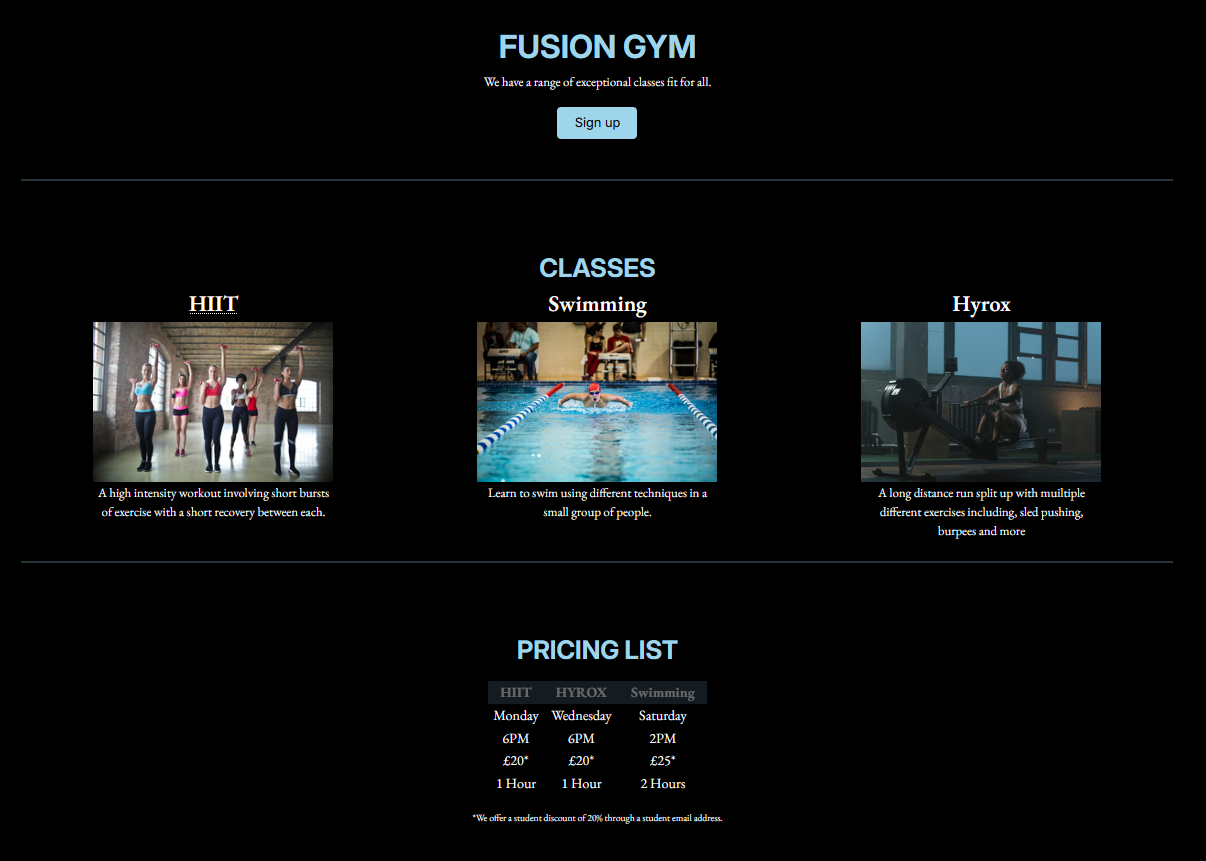 FUSION GYM
We have a range of exceptional classes fit for all.
Sign up
CLASSES
HIIT
A high intensity workout involving short bursts
of exercise with a short recovery between each.
Swimming
Learn to swim using different techniques in a
small group of people.
Hyrox
A long distance run split up with muiltiple
different exercises including, sled pushing,
burpees and more
PRICING LIST
HIIT HYROX Swimming
Monday Wednesday Saturday
6PM 6PM 2PM
£20* £20* £25*
1 Hour 1 Hour 2 Hours
*We offer a student discount of 20% through a student email address.